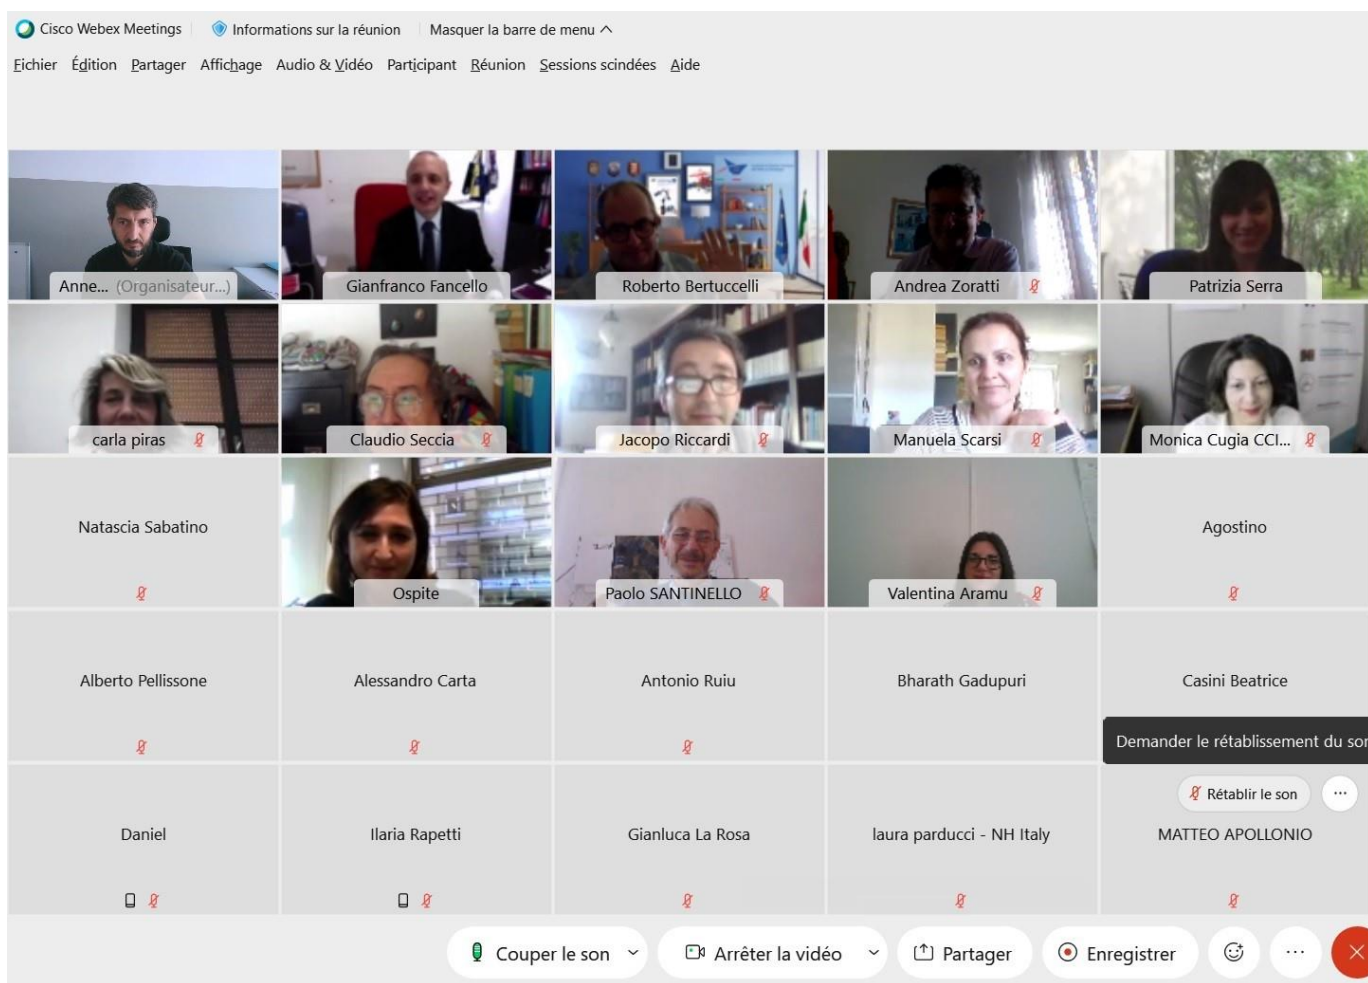 Cisco Webex Meetings Informations sur la réunion Masquer la barre de menu
Fichier Édition Partager Affichage Audio & Vidéo Participant Réunion Sessions scindées Aide
Anne... (Organisateur...) Gianfranco Fancello Roberto Bertuccelli Andrea Zoratti Patrizia Serra
carla piras Claudio Seccia Jacopo Riccardi Manuela Scarsi Monica Cugia CCI...
Natascia Sabatino Ospite Paolo SANTINELLO Valentina Aramu Agostino
Alberto Pellissone Alessandro Carta Antonio Ruiu Bharath Gadupuri Casini Beatrice
Demander le rétablissement du son
Rétablir le son ...
Daniel Ilaria Rapetti Gianluca La Rosa laura parducci - NH Italy MATTEO APOLLONIO
Couper le son Arrêter la vidéo Partager Enregistrer ...